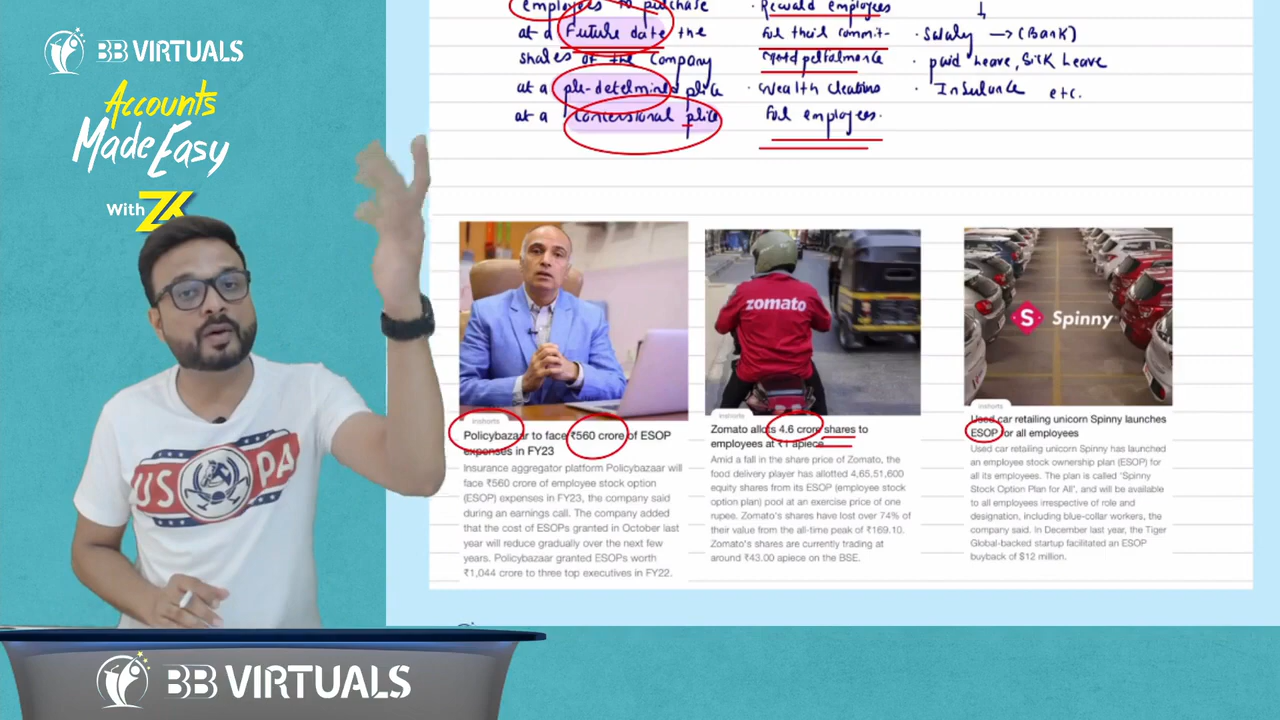 BB VIRTUALS
Accounts
Made Easy
With ZK
employees to purchase
at a Future date the
shares of the Company
at a pre-determined price
at a concessional price
· Reward employees
for their commit-
· Wealth creation
for employees.
· Salary → (Bank)
· paid Leave, Sick Leave
· Insurance etc.
zomato
S Spinny
inshorts
Policybazaar to face ₹560 crore of ESOP
expenses in FY23
Insurance aggregator platform Policybazaar will
face ₹560 crore of employee stock option
(ESOP) expenses in FY23, the company said
during an earnings call. The company added
that the cost of ESOPs granted in October last
year will reduce gradually over the next few
years. Policybazaar granted ESOPs worth
₹1,044 crore to three top executives in FY22.
inshorts
Zomato allots 4.6 crore shares to
employees at ₹1 apiece
Amid a fall in the share price of Zomato, the
food delivery player has allotted 4,65,51,600
equity shares from its ESOP (employee stock
option plan) pool at an exercise price of one
rupee. Zomato's shares have lost over 74% of
their value from the all-time peak of ₹169.10.
Zomato's shares are currently trading at
around ₹43.00 apiece on the BSE.
inshorts
Used car retailing unicorn Spinny launches
ESOP for all employees
Used car retailing unicorn Spinny has launched
an employee stock ownership plan (ESOP) for
all its employees. The plan is called 'Spinny
Stock Option Plan for All', and will be available
to all employees irrespective of role and
designation, including blue-collar workers, the
company said. In December last year, the Tiger
Global-backed startup facilitated an ESOP
buyback of $12 million.
US PA
BB VIRTUALS